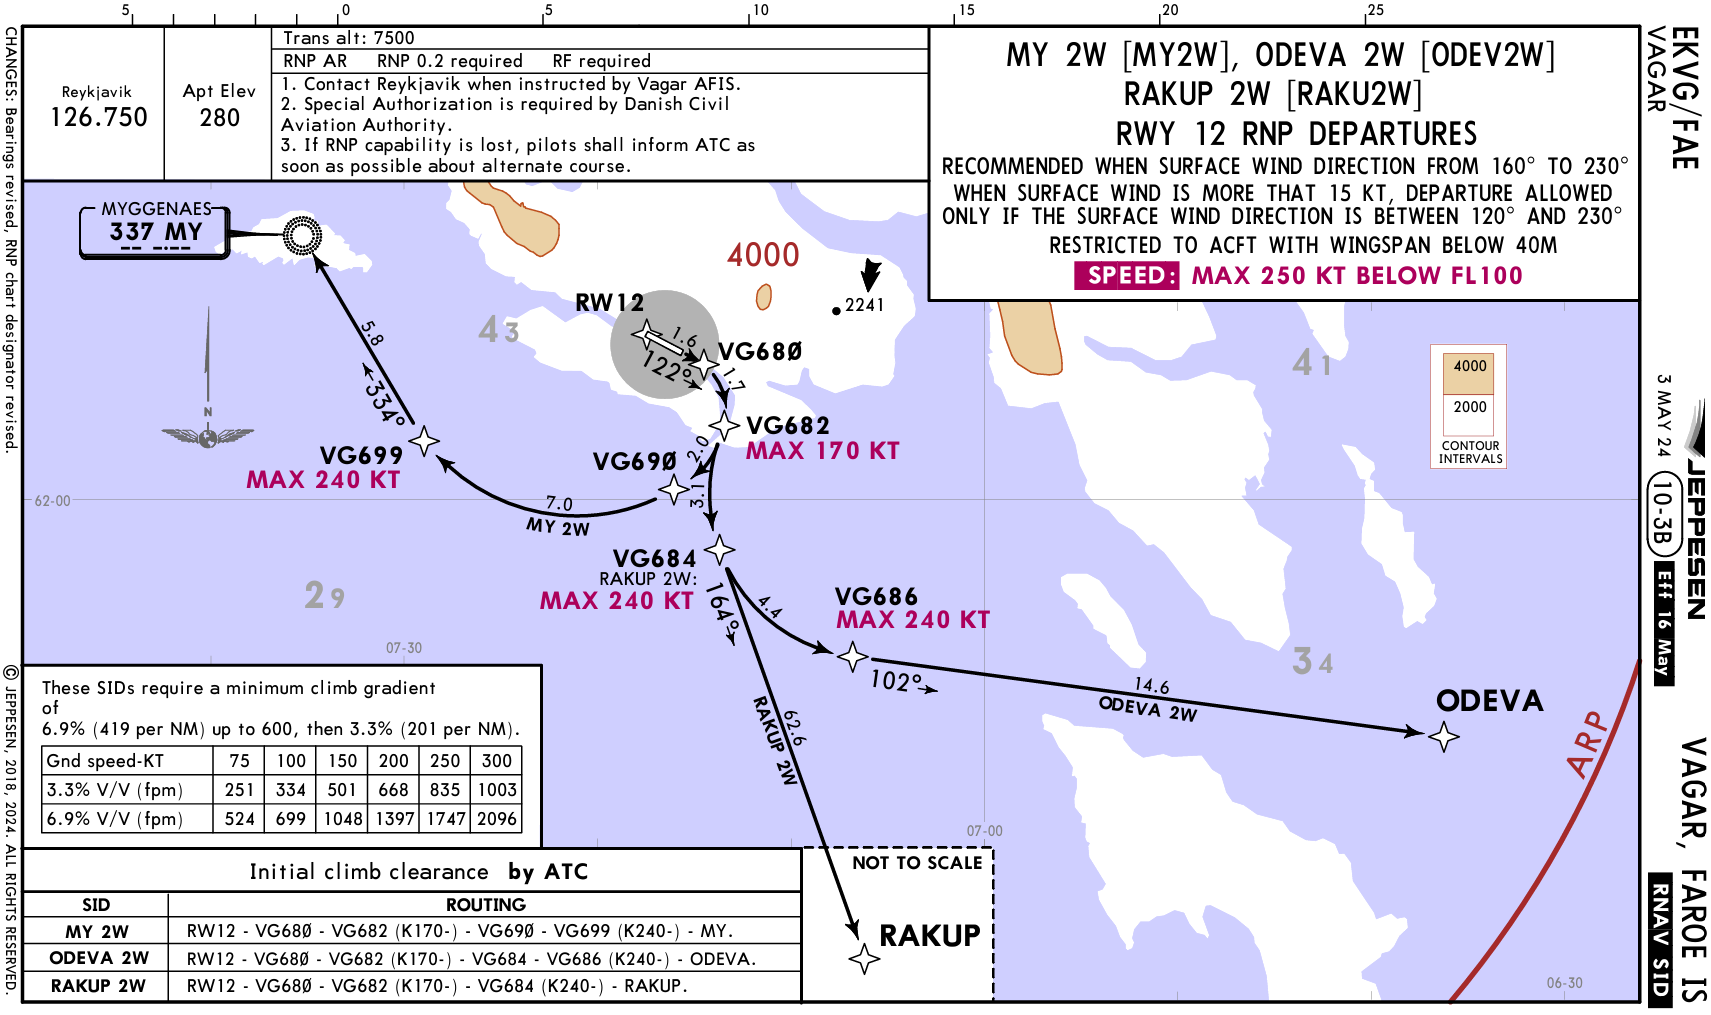 5 0 5 10 15 20 25
Trans alt: 7500
RNP AR RNP 0.2 required RF required
Reykjavik
126.750
Apt Elev
280
1. Contact Reykjavik when instructed by Vagar AFIS.
2. Special Authorization is required by Danish Civil
Aviation Authority.
3. If RNP capability is lost, pilots shall inform ATC as
soon as possible about alternate course.
MY 2W [MY2W], ODEVA 2W [ODEV2W]
RAKUP 2W [RAKU2W]
RWY 12 RNP DEPARTURES
RECOMMENDED WHEN SURFACE WIND DIRECTION FROM 160° TO 230°
WHEN SURFACE WIND IS MORE THAT 15 KT, DEPARTURE ALLOWED
ONLY IF THE SURFACE WIND DIRECTION IS BETWEEN 120° AND 230°
RESTRICTED TO ACFT WITH WINGSPAN BELOW 40M
SPEED: MAX 250 KT BELOW FL100
EKVG/FAE
VAGAR
3 MAY 24
10-3B
Eff 16 May
JEPPESEN
VAGAR, FAROE IS
RNAV SID
CHANGES: Bearings revised, RNP chart designator revised.
© JEPPESEN, 2018, 2024. ALL RIGHTS RESERVED.
MYGGENAES
337 MY
4000
2241
RW12
1.6
122°
VG68Ø
1.7
43
41
4000
2000
CONTOUR
INTERVALS
5.8
334°
N
VG682
MAX 170 KT
2.0
VG699
MAX 240 KT
VG69Ø
3.1
62-00
7.0
MY 2W
VG684
RAKUP 2W:
MAX 240 KT
164°
4.4
VG686
MAX 240 KT
29
34
07-30
102°
14.6
ODEVA 2W
ODEVA
62.6
RAKUP 2W
ARP
07-00
06-30
NOT TO SCALE
RAKUP
These SIDs require a minimum climb gradient
of
6.9% (419 per NM) up to 600, then 3.3% (201 per NM).
Gnd speed-KT 75 100 150 200 250 300
3.3% V/V (fpm) 251 334 501 668 835 1003
6.9% V/V (fpm) 524 699 1048 1397 1747 2096
Initial climb clearance by ATC
SID ROUTING
MY 2W RW12 - VG68Ø - VG682 (K170-) - VG69Ø - VG699 (K240-) - MY.
ODEVA 2W RW12 - VG68Ø - VG682 (K170-) - VG684 - VG686 (K240-) - ODEVA.
RAKUP 2W RW12 - VG68Ø - VG682 (K170-) - VG684 (K240-) - RAKUP.